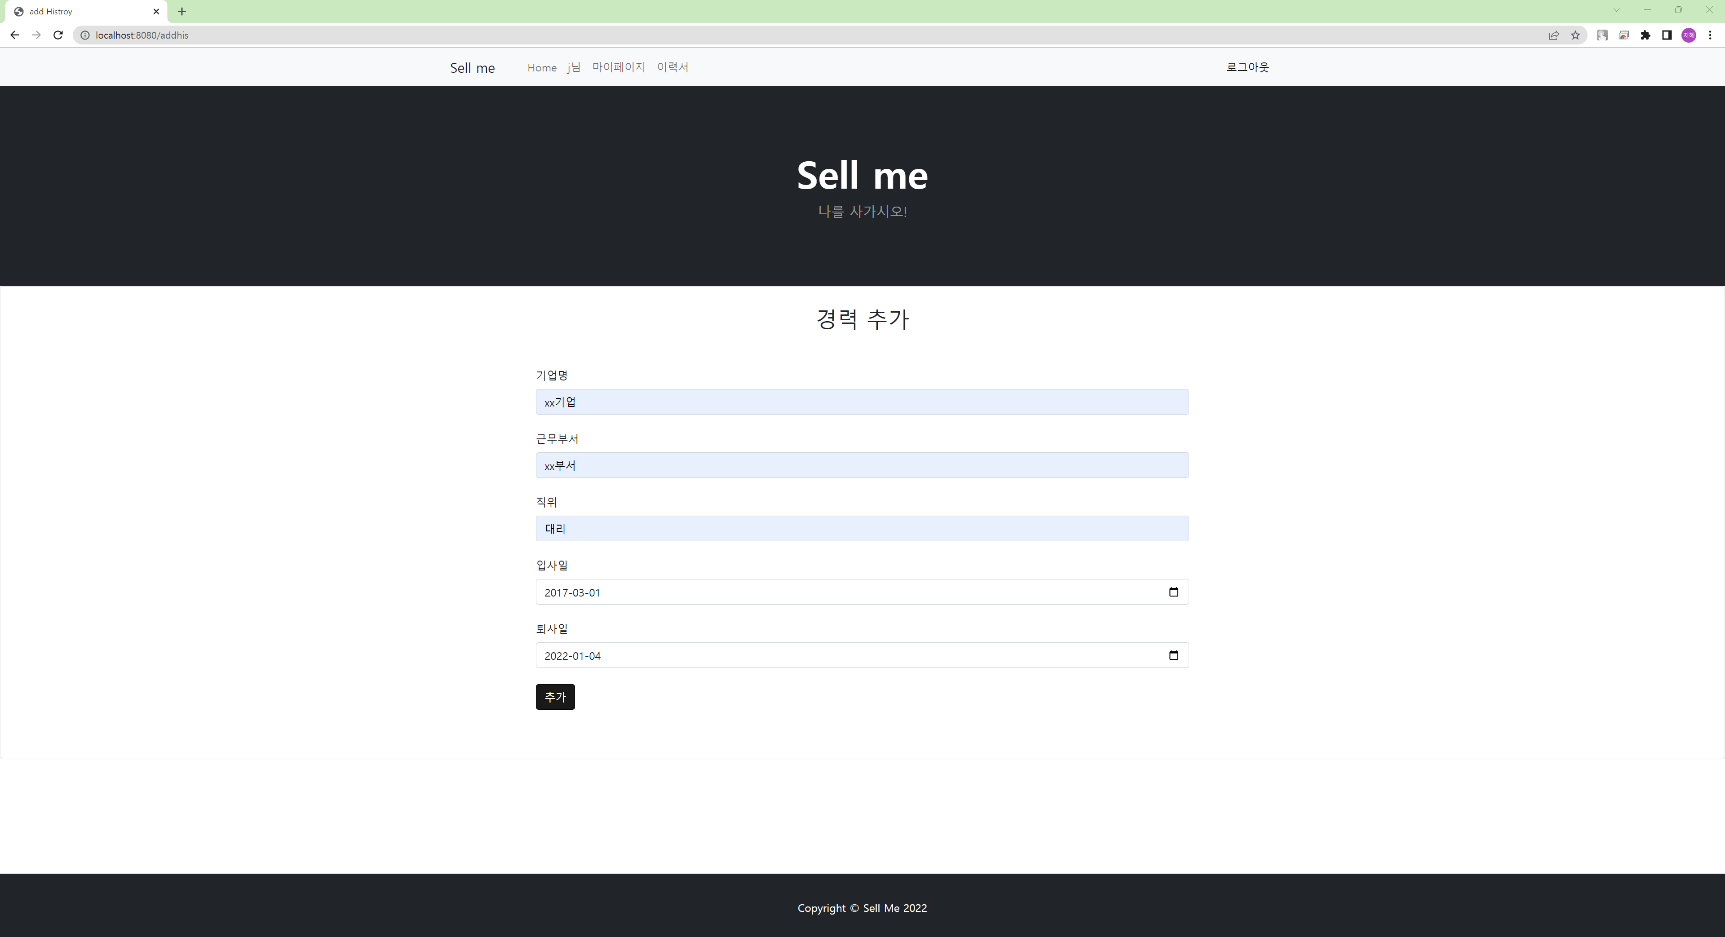 add Histroy
localhost:8080/addhis
지혜
Sell me Home j님 마이페이지 이력서 로그아웃
Sell me
나를 사가시오!
경력 추가
기업명
xx기업
근무부서
xx부서
직위
대리
입사일
2017-03-01
퇴사일
2022-01-04
추가
Copyright © Sell Me 2022